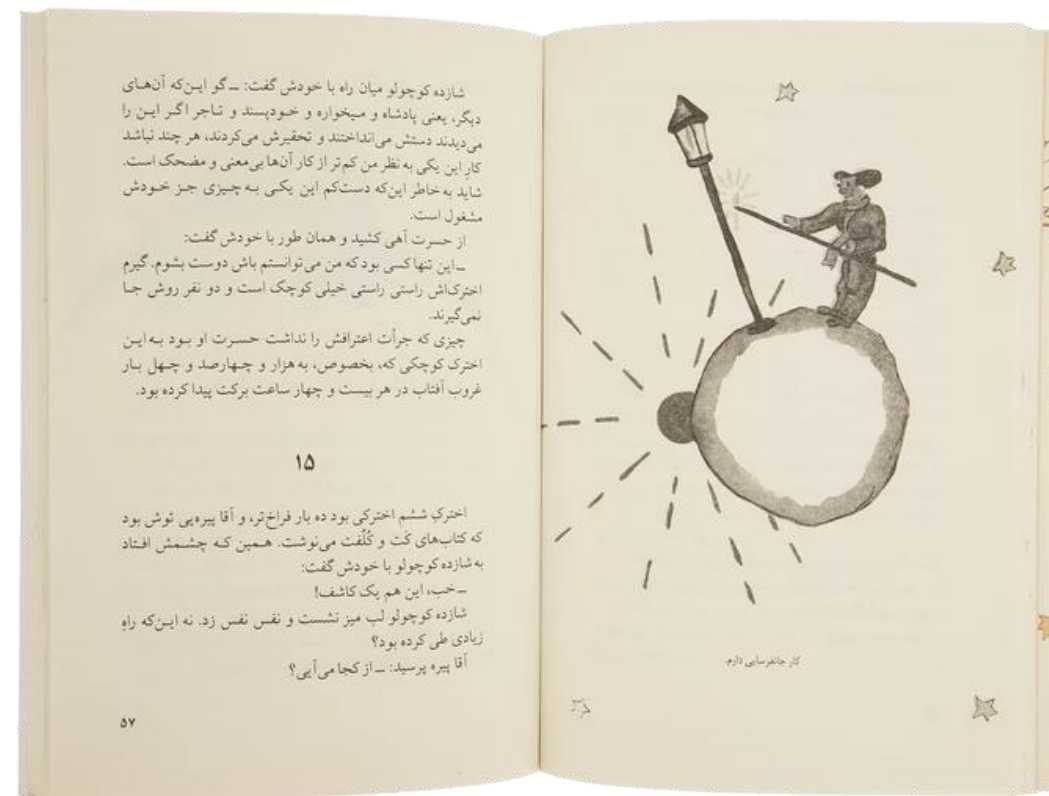 شازده کوچولو میان راه با خودش گفت: ـ گو این‌که آن‌های
دیگر، یعنی پادشاه و میخواره و خودپسند و تاجر اگر این را
می‌دیدند دستش می‌انداختند و تحقیرش می‌کردند، هر چند نباشد
کارِ این یکی به نظر من کم‌تر از کار آن‌ها بی‌معنی و مضحک است.
شاید به خاطر این‌که دست‌کم این یکی به چیزی جز خودش
مشغول است.
از حسرت آهی کشید و همان طور با خودش گفت:
ـ این تنها کسی بود که من می‌توانستم باش دوست بشوم. گیرم
اخترک‌اش راستی راستی خیلی کوچک است و دو نفر روش جا
نمی‌گیرند.
چیزی که جرأت اعترافش را نداشت حسرت او بود به این
اخترک کوچکی که، بخصوص، به هزار و چهارصد و چهل بار
غروب آفتاب در هر بیست و چهار ساعت برکت پیدا کرده بود.
۱۵
اخترکِ ششم اخترکی بود ده بار فراخ‌تر، و آقا پیره‌یی توش بود
که کتاب‌های کَت و کُلُفت می‌نوشت. همین که چشمش افتاد
به شازده کوچولو با خودش گفت:
ـ خب، این هم یک کاشف!
شازده کوچولو لب میز نشست و نفس نفس زد. نه این‌که راهِ
زیادی طی کرده بود؟
آقا پیره پرسید: ـ از کجا می‌آیی؟
۵۷
کار جانفرسایی دارم.